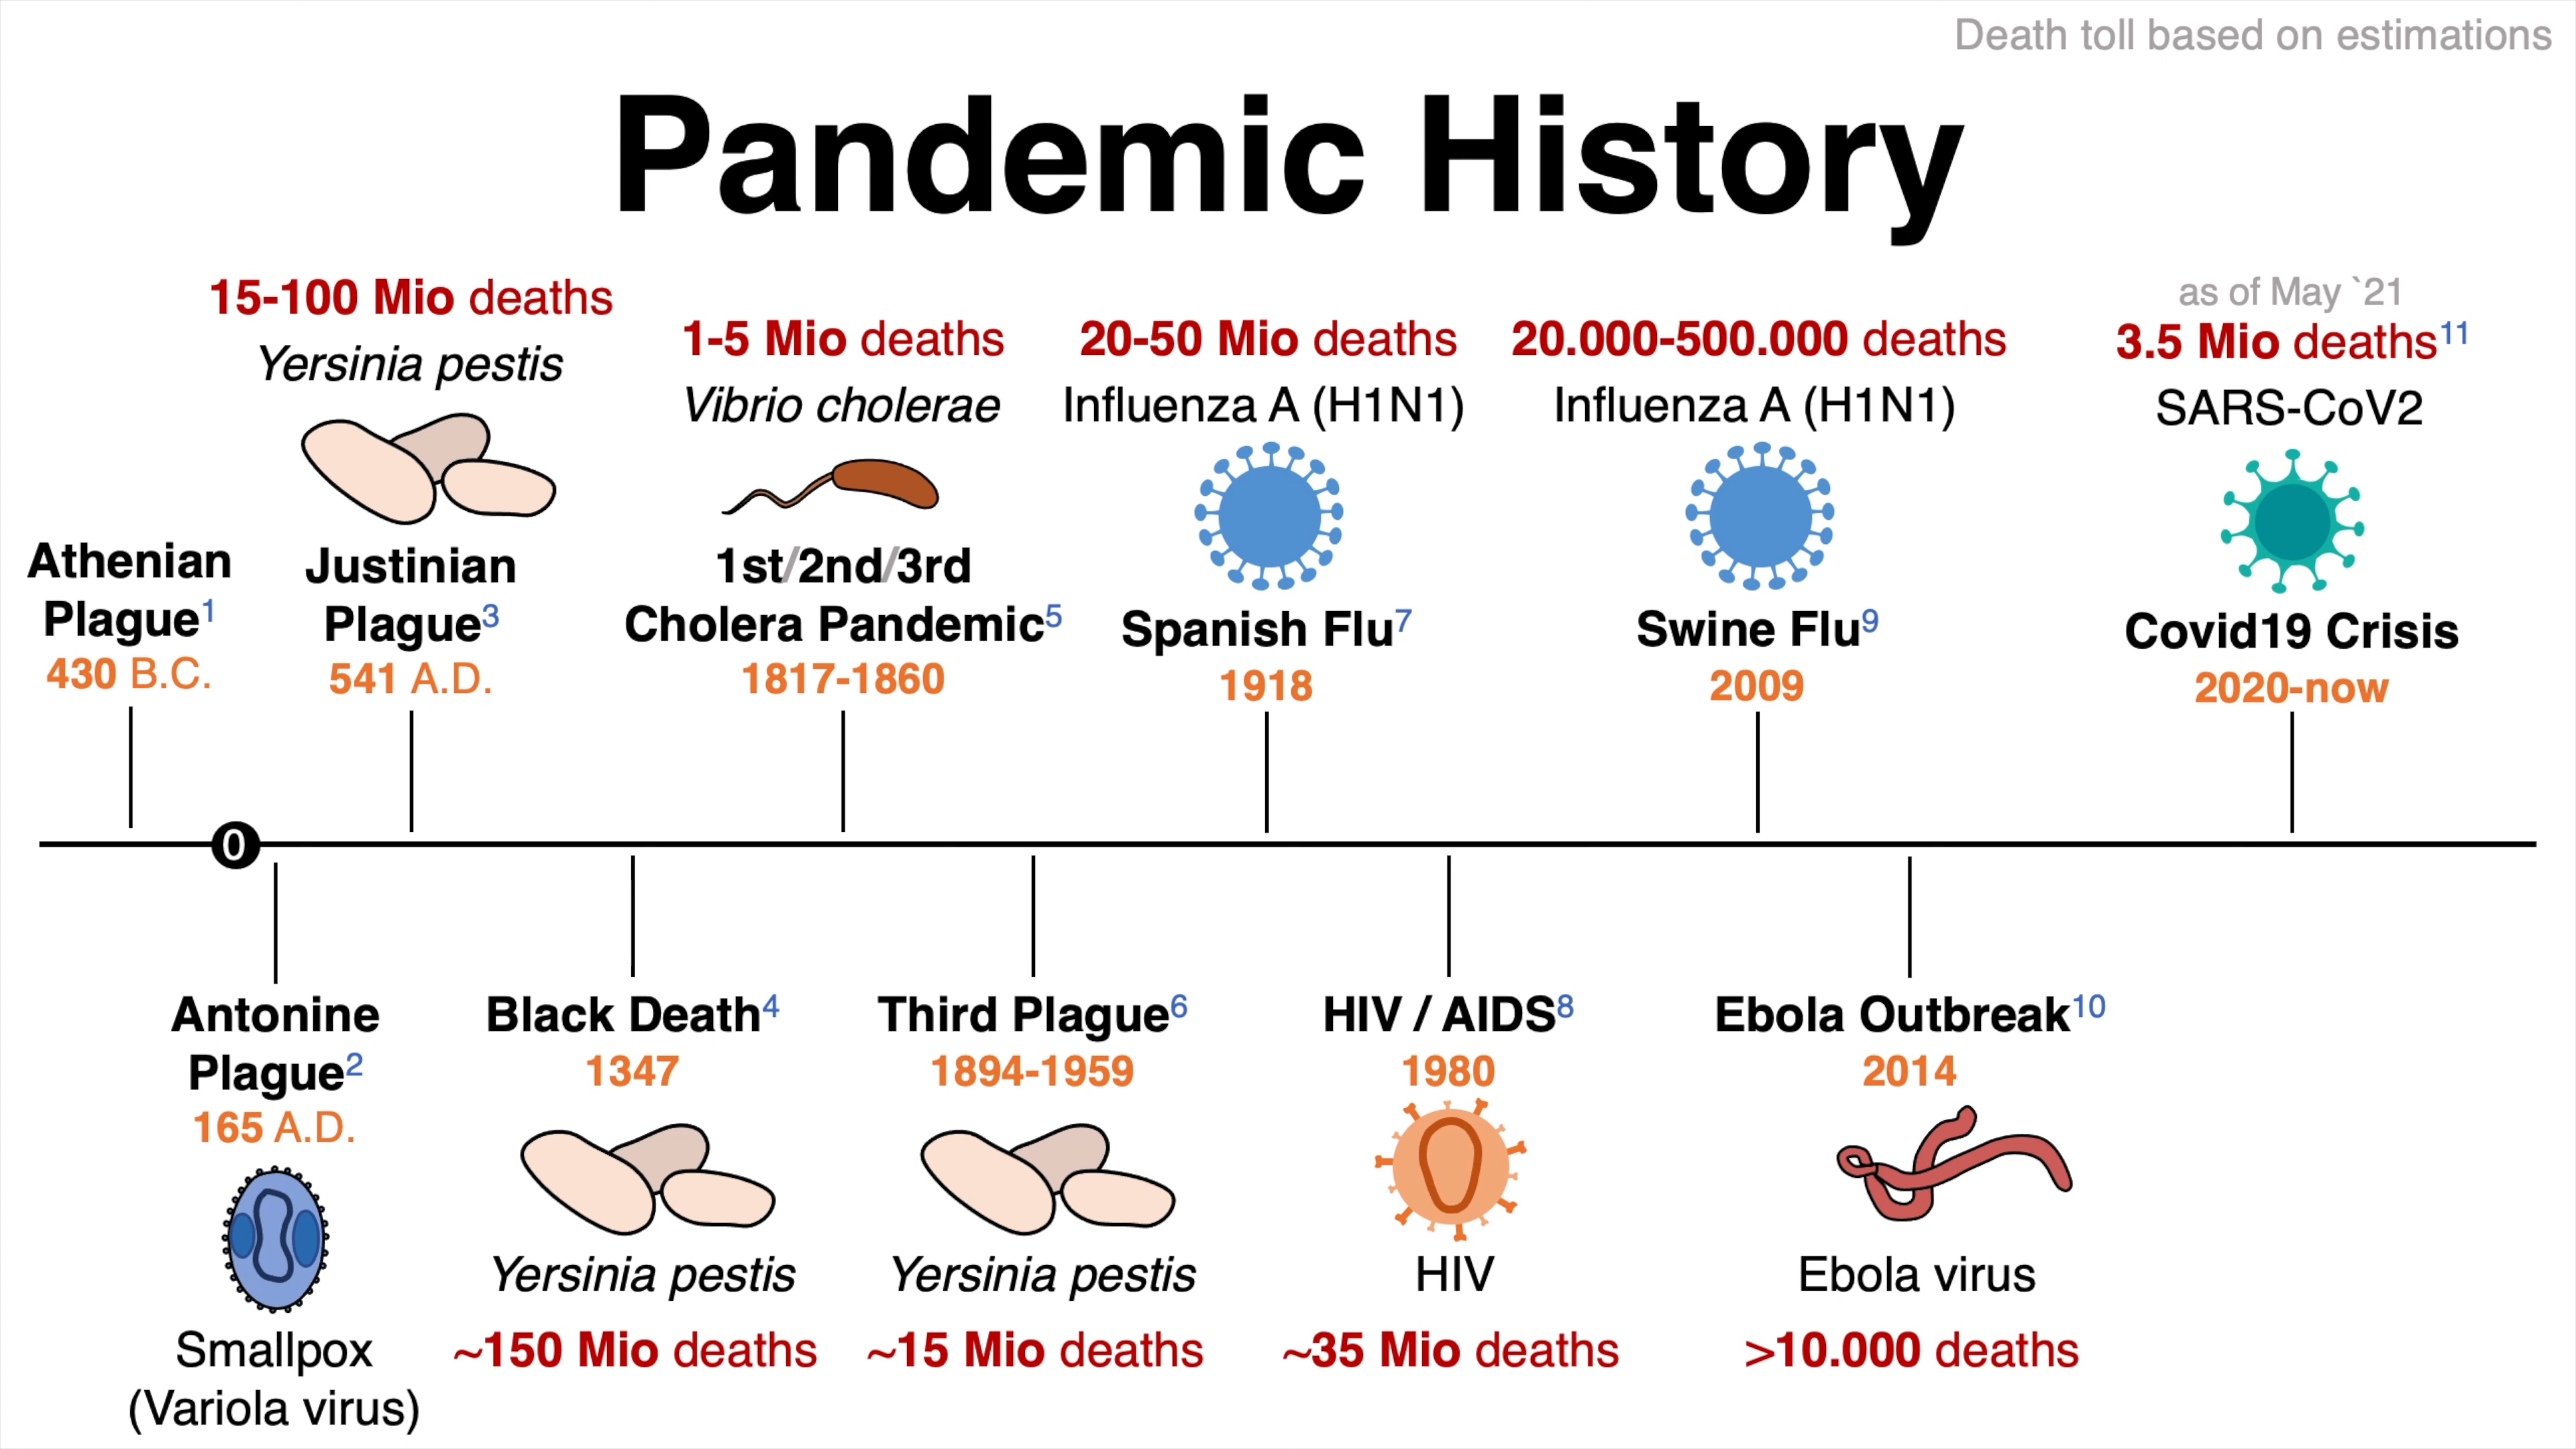 Death toll based on estimations
Pandemic History
15-100 Mio deaths
Yersinia pestis
1-5 Mio deaths
Vibrio cholerae
20-50 Mio deaths
Influenza A (H1N1)
20.000-500.000 deaths
Influenza A (H1N1)
as of May `21
3.5 Mio deaths11
SARS-CoV2
Athenian
Plague1
430 B.C.
Justinian
Plague3
541 A.D.
1st/2nd/3rd
Cholera Pandemic5
1817-1860
Spanish Flu7
1918
Swine Flu9
2009
Covid19 Crisis
2020-now
0
Antonine
Plague2
165 A.D.
Smallpox
(Variola virus)
Black Death4
1347
Yersinia pestis
~150 Mio deaths
Third Plague6
1894-1959
Yersinia pestis
~15 Mio deaths
HIV / AIDS8
1980
HIV
~35 Mio deaths
Ebola Outbreak10
2014
Ebola virus
>10.000 deaths